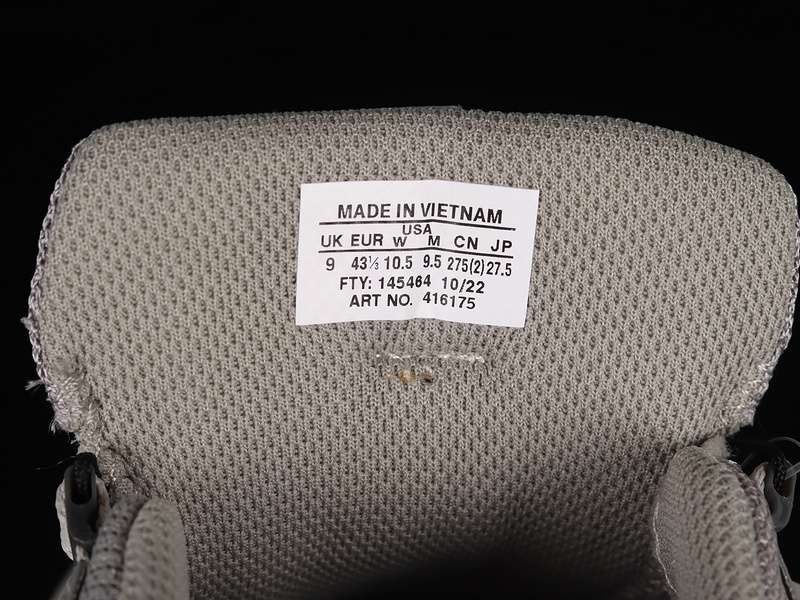 MADE IN VIETNAM
USA
UK EUR W M CN JP
9 43⅓ 10.5 9.5 275(2) 27.5
FTY: 145464 10/22
ART NO. 416175